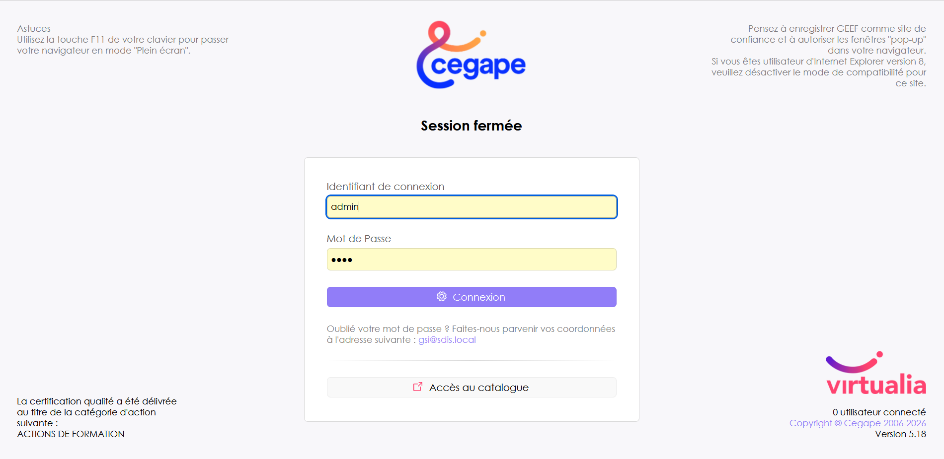 Astuces
Utilisez la touche F11 de votre clavier pour passer
votre navigateur en mode "Plein écran".
cegape
Pensez à enregistrer GEEF comme site de
confiance et à autoriser les fenêtres "pop-up"
dans votre navigateur.
Si vous êtes utilisateur d'Internet Explorer version 8,
veuillez désactiver le mode de compatibilité pour
ce site.
Session fermée
Identifiant de connexion
admin
Mot de Passe
Connexion
Oublié votre mot de passe ? Faites-nous parvenir vos coordonnées
à l'adresse suivante : gsi@sdis.local
Accès au catalogue
La certification qualité a été délivrée
au titre de la catégorie d'action
suivante :
ACTIONS DE FORMATION
virtualia
0 utilisateur connecté
Copyright © Cegape 2006-2026
Version 5.18